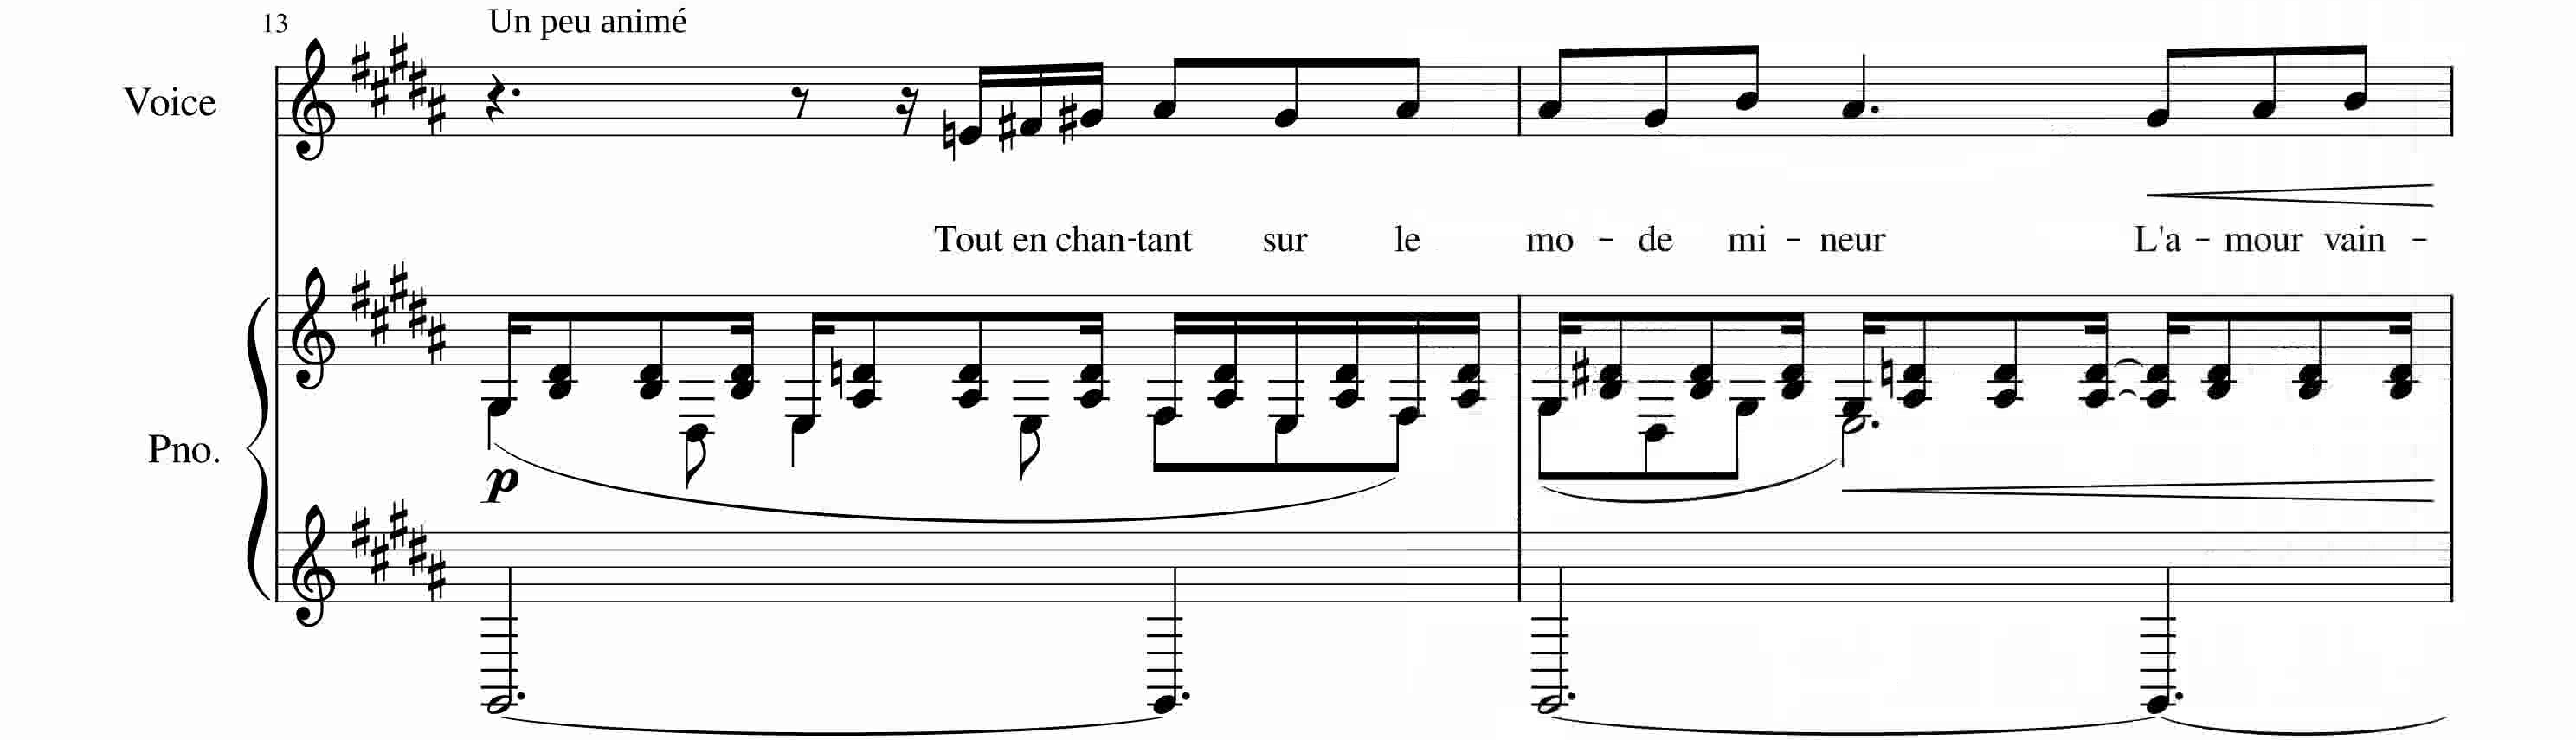 13 Un peu animé
Voice
Tout en chan-tant sur le mo - de mi - neur L'a - mour vain -
Pno.
p